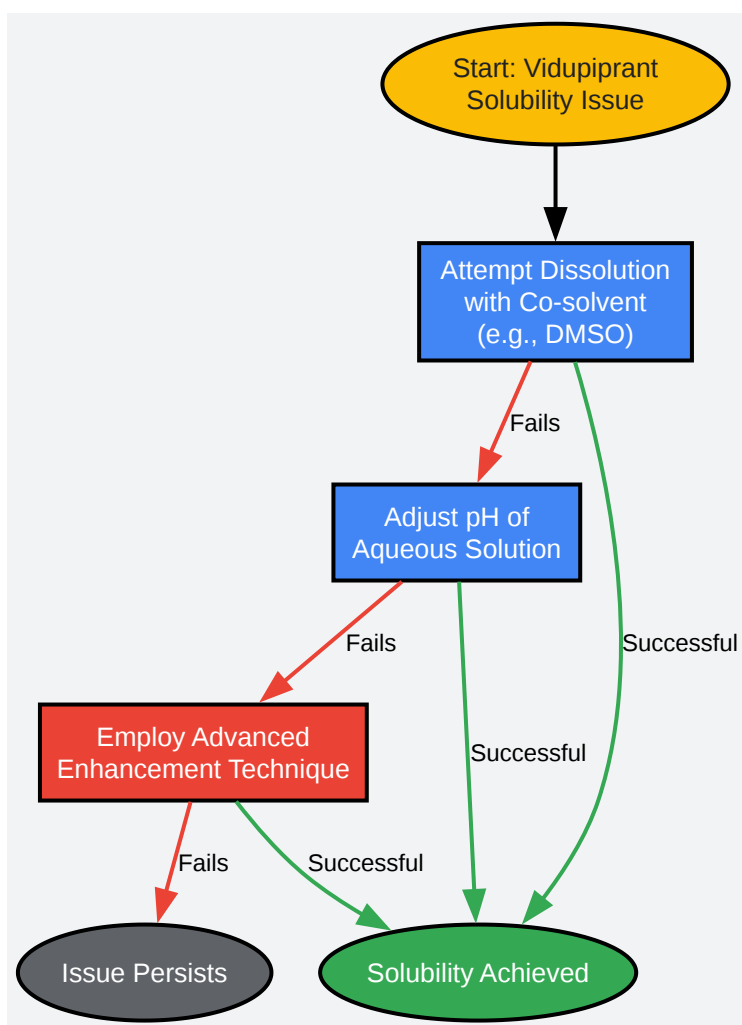 Start: Vidupiprant
Solubility Issue
Attempt Dissolution
with Co-solvent
(e.g., DMSO)
Fails
Adjust pH of
Aqueous Solution
Fails
Successful
Employ Advanced
Enhancement Technique
Successful
Fails
Successful
Issue Persists
Solubility Achieved